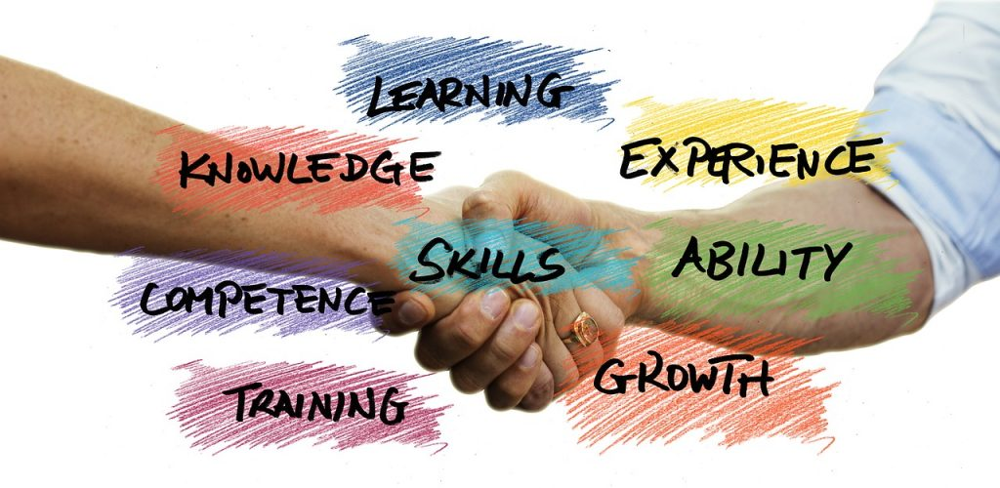 LEARNING
KNOWLEDGE
EXPERIENCE
SKILLS
ABILITY
COMPETENCE
GROWTH
TRAINING